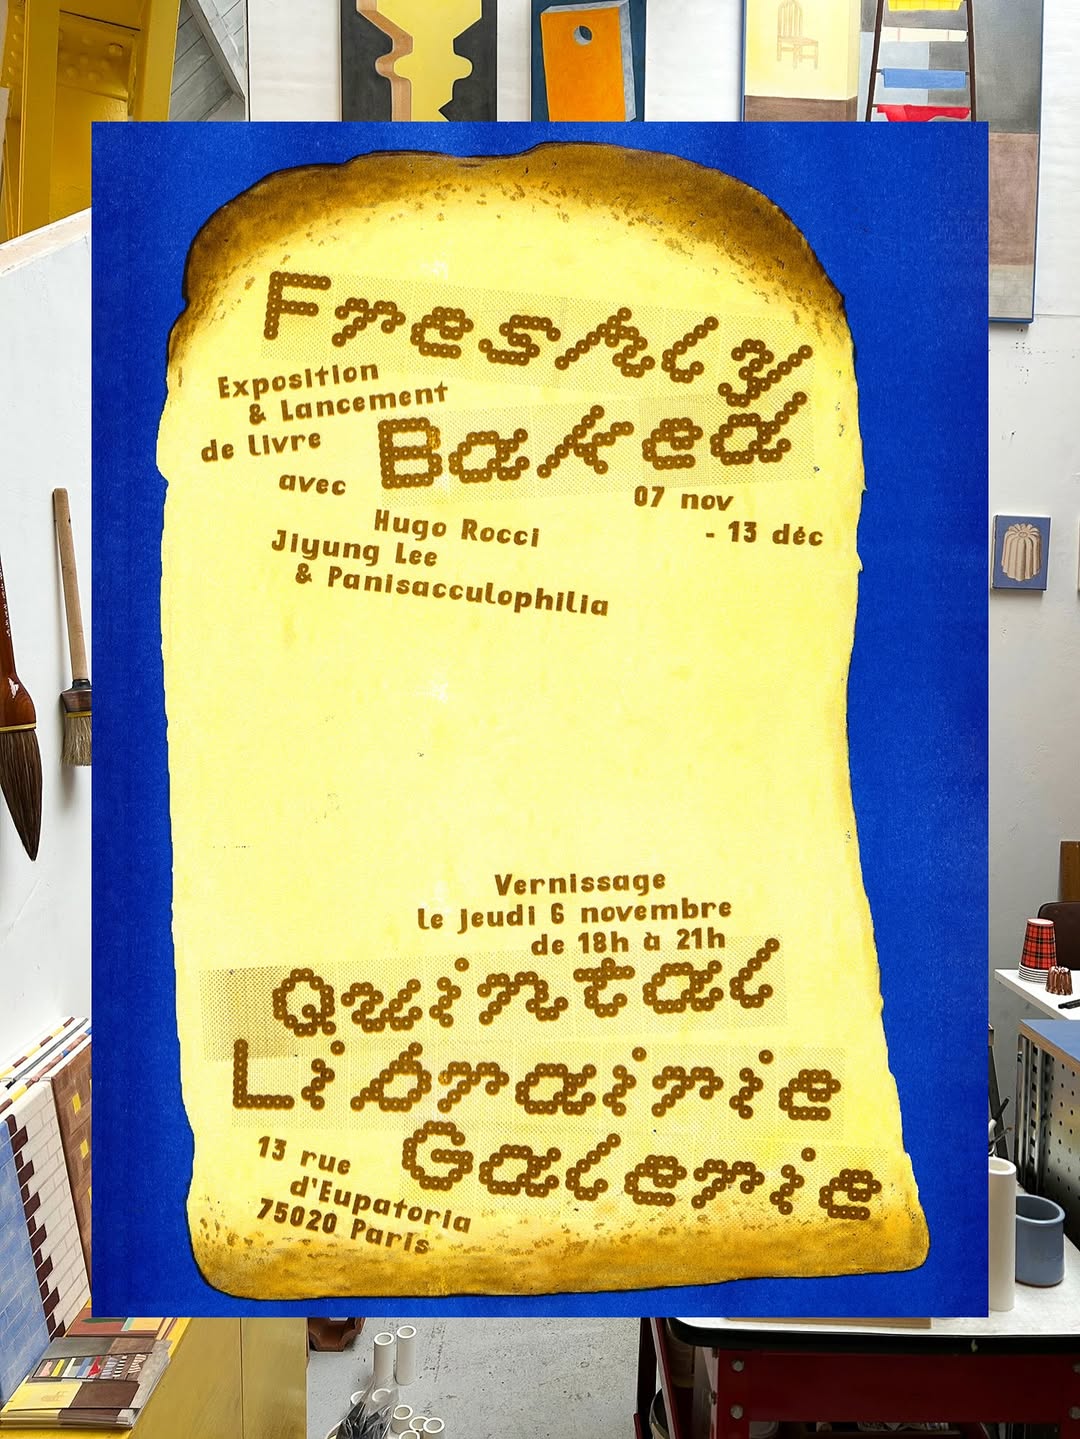 Freshly
Baked
Exposition
& Lancement
de livre
avec
Hugo Rocci
Jiyung Lee
& Panisacculophilia
07 nov
- 13 déc
Vernissage
le jeudi 6 novembre
de 18h à 21h
Quintal
Librairie
Galerie
13 rue
d'Eupatoria
75020 Paris